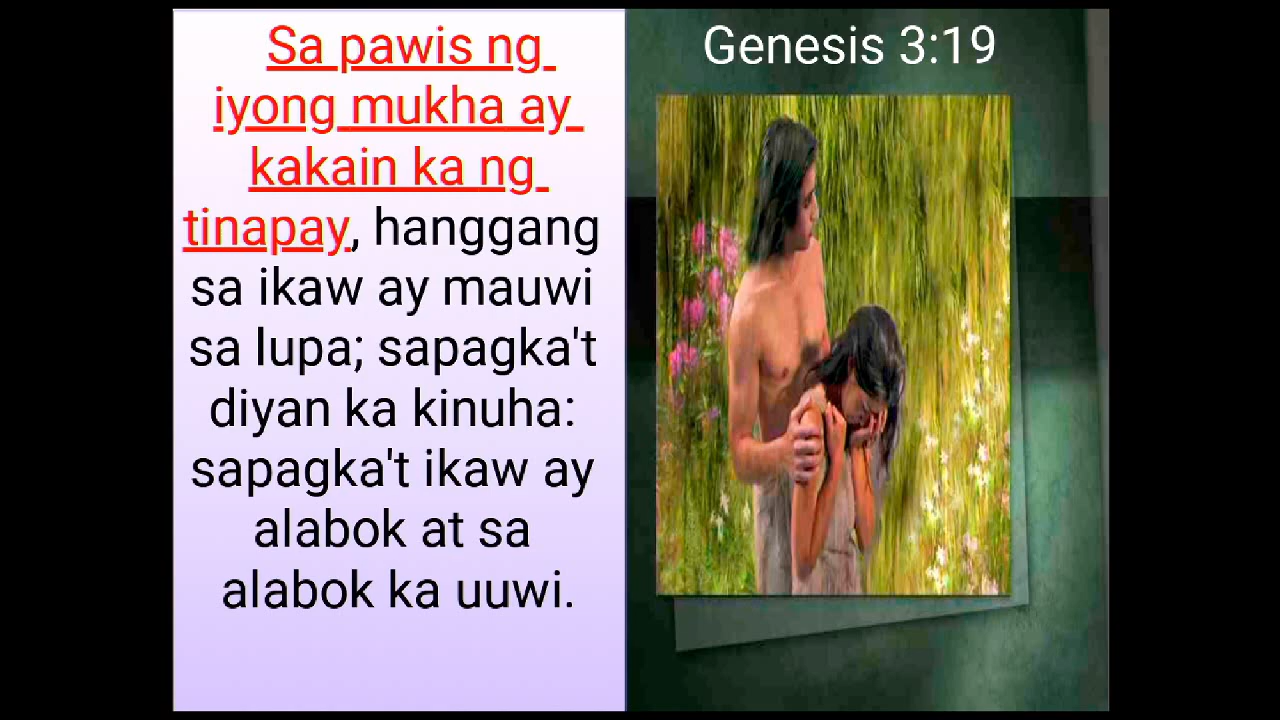 Sa pawis ng
iyong mukha ay
kakain ka ng
tinapay, hanggang
sa ikaw ay mauwi
sa lupa; sapagka't
diyan ka kinuha:
sapagka't ikaw ay
alabok at sa
alabok ka uuwi.
Genesis 3:19